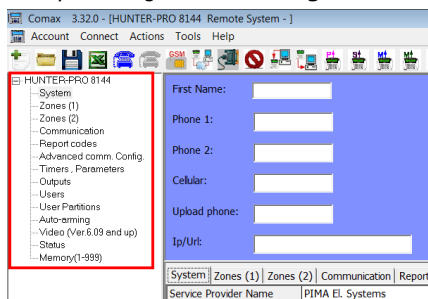 Comax 3.32.0 - [HUNTER-PRO 8144 Remote System - ]
Account Connect Actions Tools Help
GSM
HUNTER-PRO 8144
System
Zones (1)
Zones (2)
Communication
Report codes
Advanced comm. Config.
Timers , Parameters
Outputs
Users
User Partitions
Auto-arming
Video (Ver.6.09 and up)
Status
Memory(1-999)
First Name:
Phone 1:
Phone 2:
Cellular:
Upload phone:
Ip/Url:
System Zones (1) Zones (2) Communication Report
Service Provider Name PIMA El. Systems